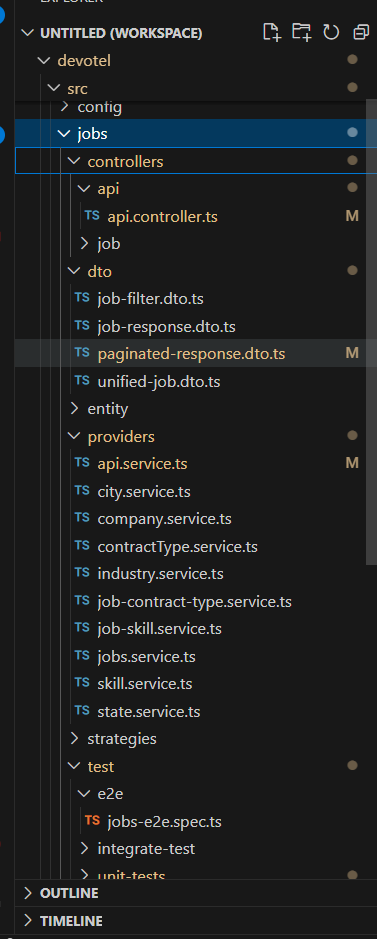 EXPLORER
UNTITLED (WORKSPACE)
devotel
src
config
jobs
controllers
api
TS api.controller.ts M
job
dto
TS job-filter.dto.ts
TS job-response.dto.ts
TS paginated-response.dto.ts M
TS unified-job.dto.ts
entity
providers
TS api.service.ts M
TS city.service.ts
TS company.service.ts
TS contractType.service.ts
TS industry.service.ts
TS job-contract-type.service.ts
TS job-skill.service.ts
TS jobs.service.ts
TS skill.service.ts
TS state.service.ts
strategies
test
e2e
TS jobs-e2e.spec.ts
integrate-test
unit-tests
OUTLINE
TIMELINE